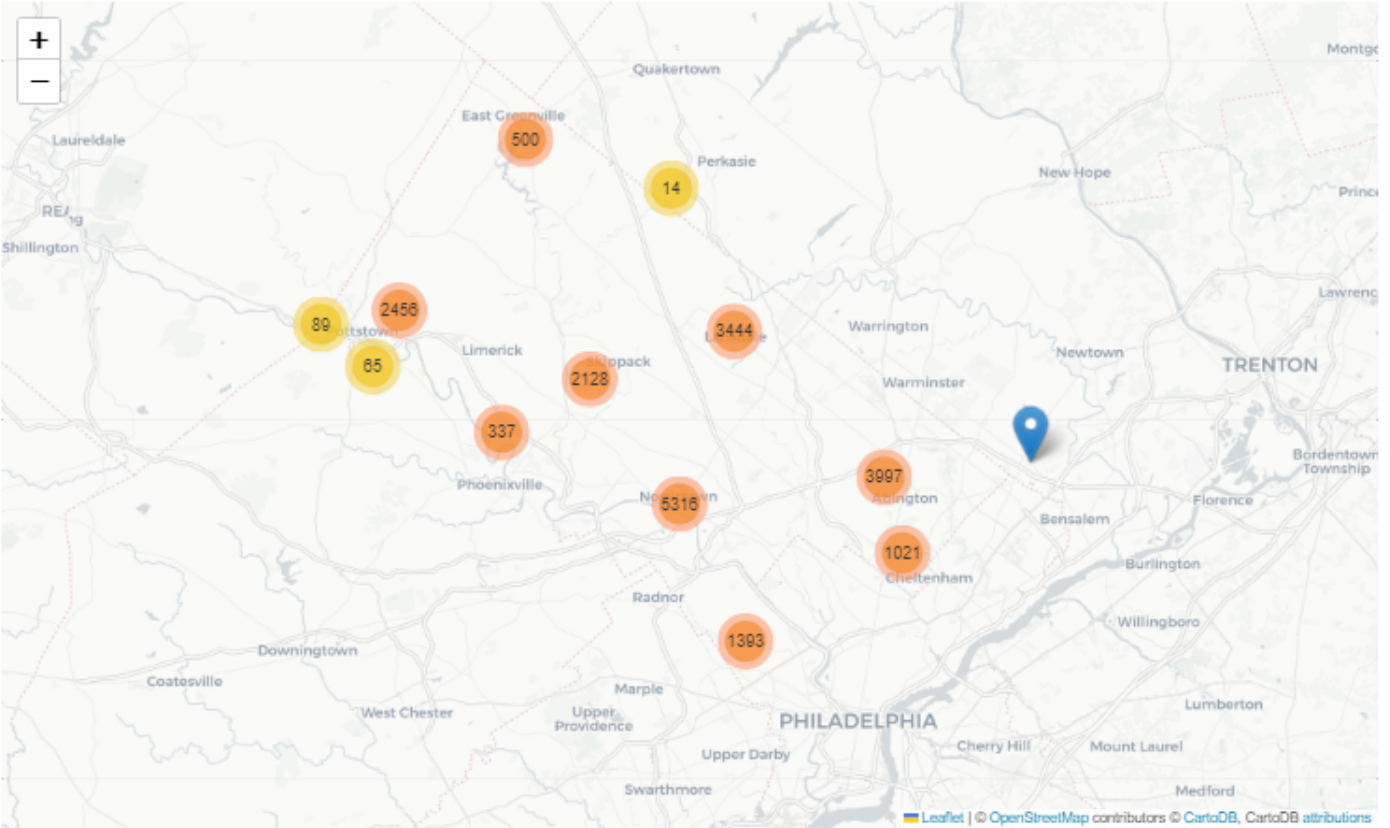 +
−
Quakertown
Montgo
East Greenville
500
Laureldale
Perkasie
14
New Hope
Prince
Shillington
Lawrenc
2456
89
3444
Warrington
Limerick
Newtown
65
Skippack
2128
TRENTON
Warminster
337
Bordentown
Township
3997
Phoenixville
5316
Abington
Florence
Bensalem
1021
Burlington
Cheltenham
Radnor
Willingboro
1393
Downingtown
Coatesville
Marple
West Chester
Upper
Providence
PHILADELPHIA
Lumberton
Upper Darby
Cherry Hill
Mount Laurel
Swarthmore
Medford
Leaflet | © OpenStreetMap contributors © CartoDB, CartoDB attributions